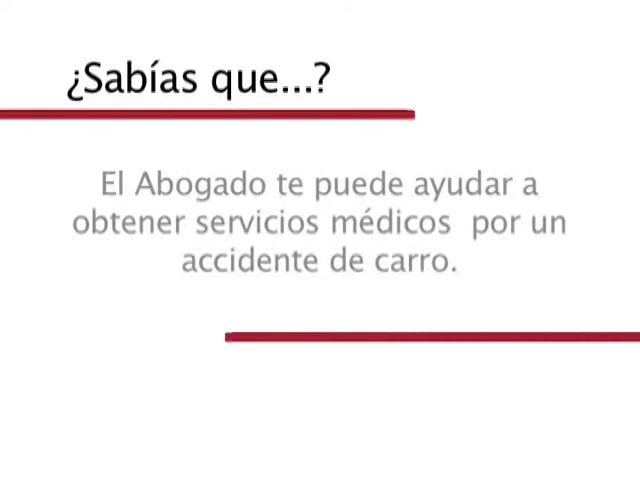 ¿Sabías que...?
El Abogado te puede ayudar a
obtener servicios médicos por un
accidente de carro.